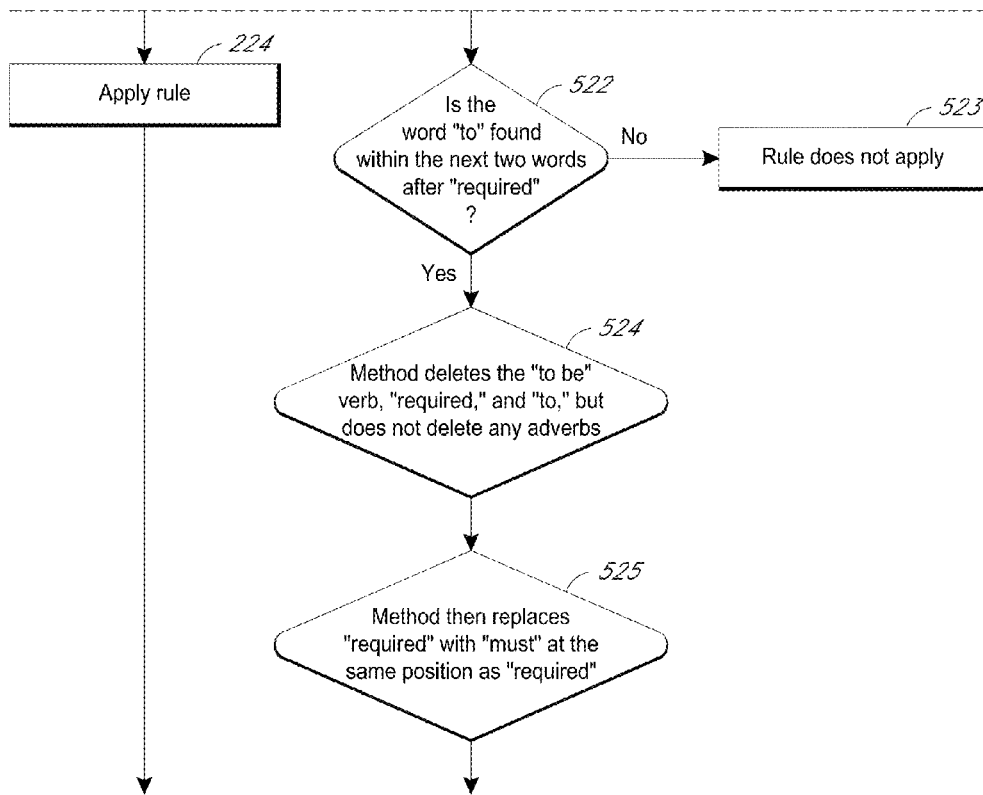 224
Apply rule
522
Is the
word "to" found
within the next two words
after "required"
?
No
523
Rule does not apply
Yes
524
Method deletes the "to be"
verb, "required," and "to," but
does not delete any adverbs
525
Method then replaces
"required" with "must" at the
same position as "required"